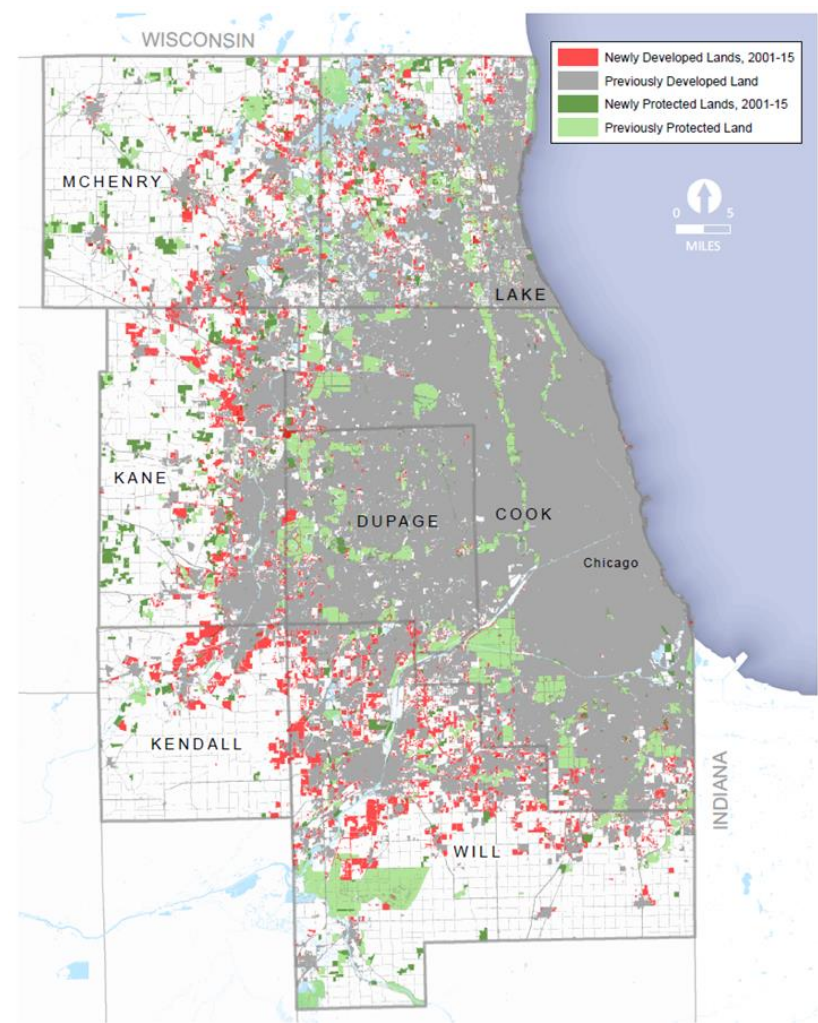 WISCONSIN
Newly Developed Lands, 2001-15
Previously Developed Land
Newly Protected Lands, 2001-15
Previously Protected Land
MCHENRY
0 5
MILES
LAKE
KANE
DUPAGE
COOK
Chicago
KENDALL
INDIANA
WILL